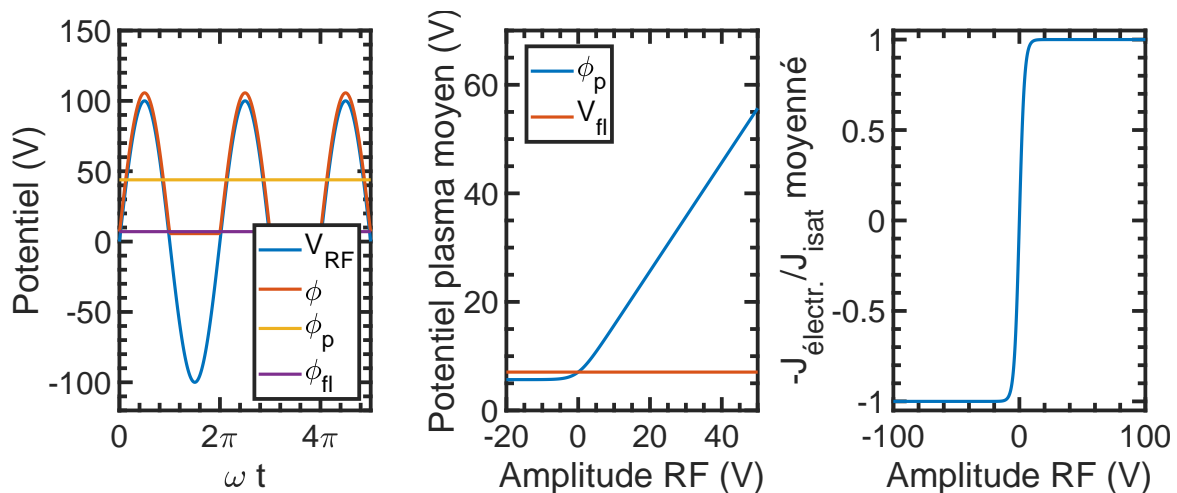 150
100
50
0
-50
-100
Potentiel (V)
V_RF
ϕ
ϕ_p
ϕ_fl
0
2π
4π
ω t
Potentiel plasma moyen (V)
60
40
20
0
ϕ_p
V_fl
-20
0
20
40
Amplitude RF (V)
-J_électr./J_isat moyenné
1
0.5
0
-0.5
-1
-100
0
100
Amplitude RF (V)